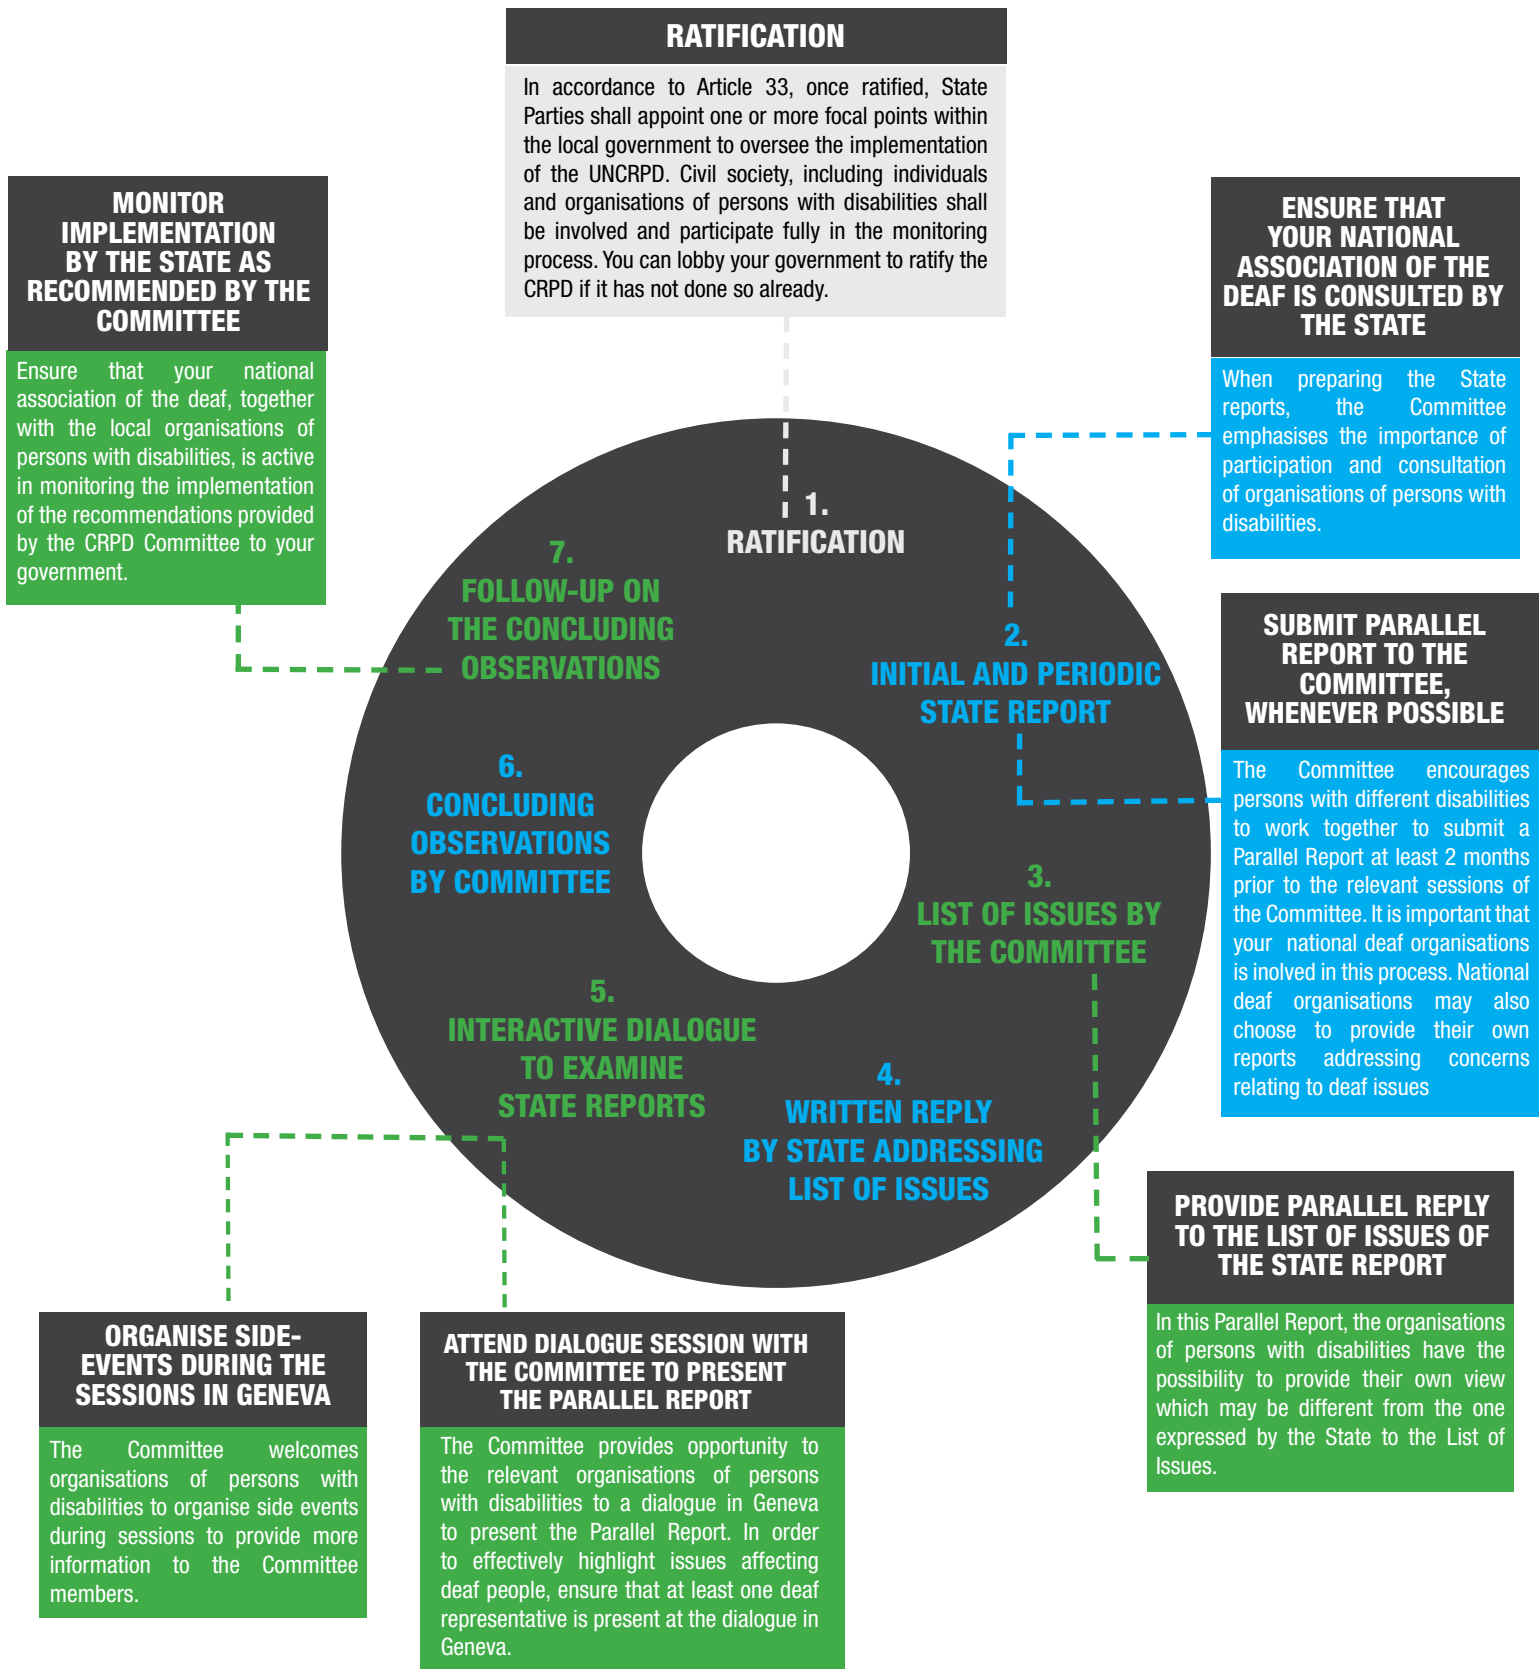 RATIFICATION
In accordance to Article 33, once ratified, State
Parties shall appoint one or more focal points within
the local government to oversee the implementation
of the UNCRPD. Civil society, including individuals
and organisations of persons with disabilities shall
be involved and participate fully in the monitoring
process. You can lobby your government to ratify the
CRPD if it has not done so already.
MONITOR
IMPLEMENTATION
BY THE STATE AS
RECOMMENDED BY THE
COMMITTEE
Ensure that your national
association of the deaf, together
with the local organisations of
persons with disabilities, is active
in monitoring the implementation
of the recommendations provided
by the CRPD Committee to your
government.
ENSURE THAT
YOUR NATIONAL
ASSOCIATION OF THE
DEAF IS CONSULTED BY
THE STATE
When preparing the State
reports, the Committee
emphasises the importance of
participation and consultation
of organisations of persons with
disabilities.
1.
RATIFICATION
2.
INITIAL AND PERIODIC
STATE REPORT
3.
LIST OF ISSUES BY
THE COMMITTEE
4.
WRITTEN REPLY
BY STATE ADDRESSING
LIST OF ISSUES
5.
INTERACTIVE DIALOGUE
TO EXAMINE
STATE REPORTS
6.
CONCLUDING
OBSERVATIONS
BY COMMITTEE
7.
FOLLOW-UP ON
THE CONCLUDING
OBSERVATIONS
SUBMIT PARALLEL
REPORT TO THE
COMMITTEE,
WHENEVER POSSIBLE
The Committee encourages
persons with different disabilities
to work together to submit a
Parallel Report at least 2 months
prior to the relevant sessions of
the Committee. It is important that
your national deaf organisations
is inolved in this process. National
deaf organisations may also
choose to provide their own
reports addressing concerns
relating to deaf issues
PROVIDE PARALLEL REPLY
TO THE LIST OF ISSUES OF
THE STATE REPORT
In this Parallel Report, the organisations
of persons with disabilities have the
possibility to provide their own view
which may be different from the one
expressed by the State to the List of
Issues.
ORGANISE SIDE-
EVENTS DURING THE
SESSIONS IN GENEVA
The Committee welcomes
organisations of persons with
disabilities to organise side events
during sessions to provide more
information to the Committee
members.
ATTEND DIALOGUE SESSION WITH
THE COMMITTEE TO PRESENT
THE PARALLEL REPORT
The Committee provides opportunity to
the relevant organisations of persons
with disabilities to a dialogue in Geneva
to present the Parallel Report. In order
to effectively highlight issues affecting
deaf people, ensure that at least one deaf
representative is present at the dialogue in
Geneva.